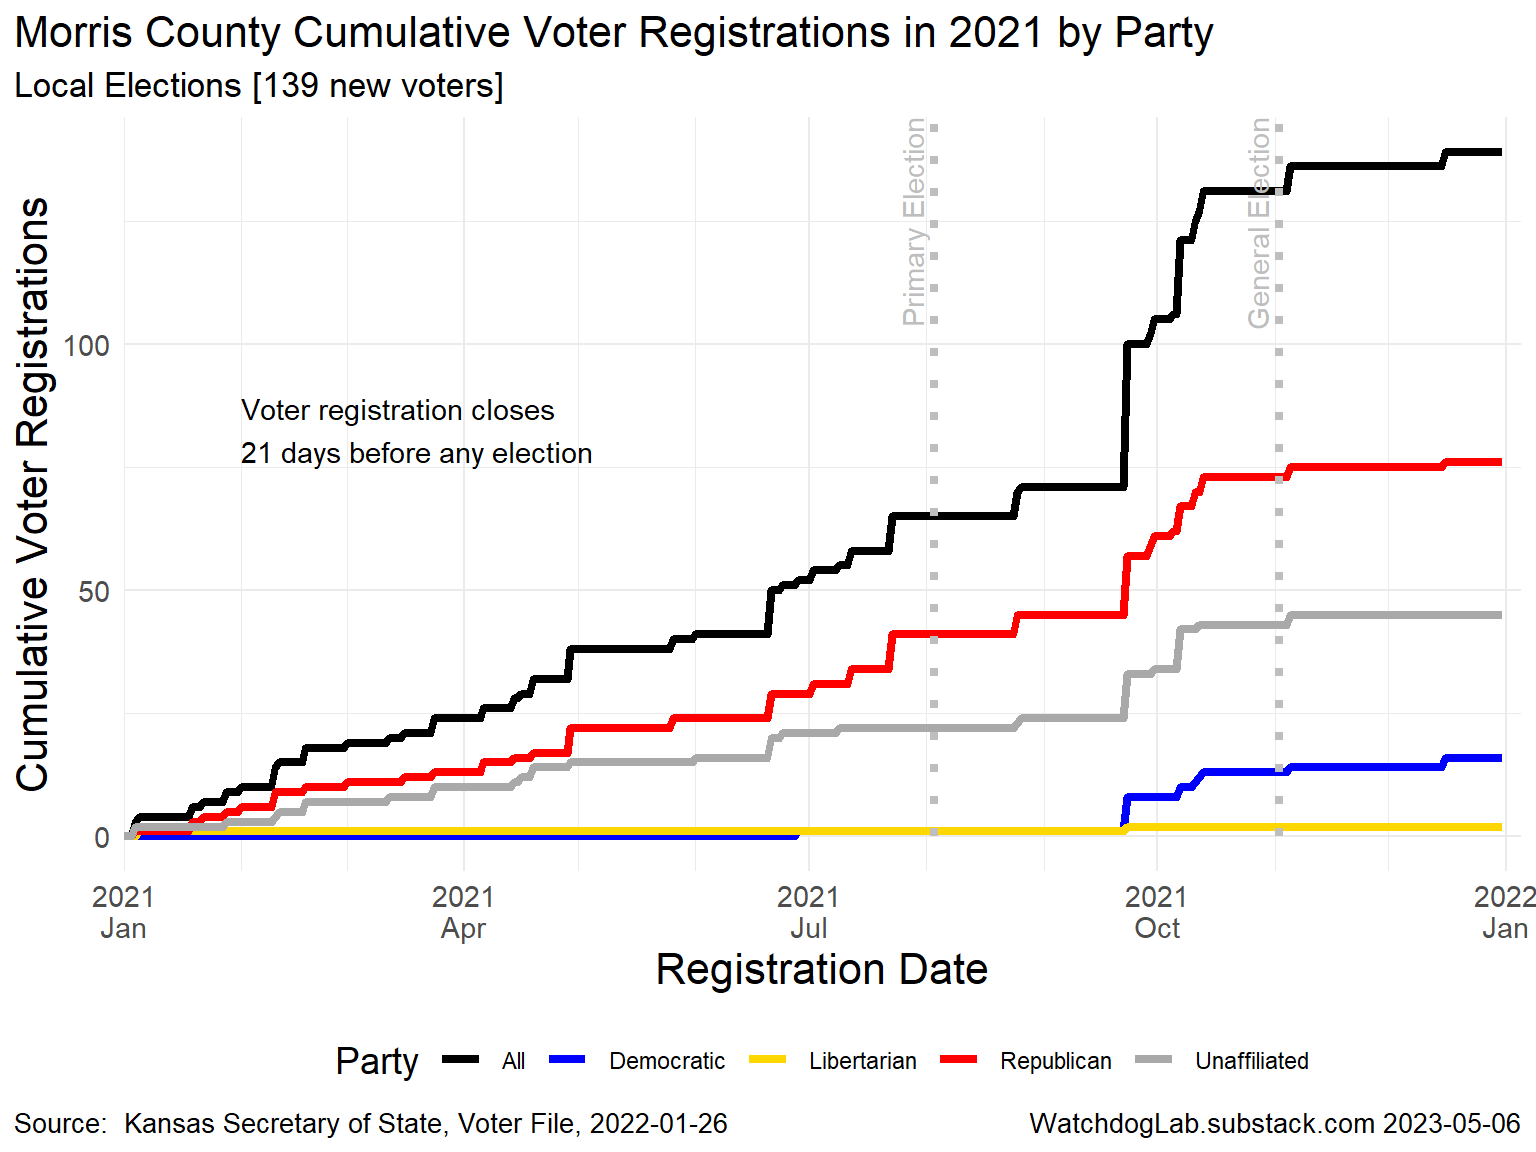 Morris County Cumulative Voter Registrations in 2021 by Party
Local Elections [139 new voters]
Cumulative Voter Registrations
100
50
0
Primary Election
General Election
Voter registration closes
21 days before any election
2021 2021 2021 2021 2022
Jan Apr Jul Oct Jan
Registration Date
Party All Democratic Libertarian Republican Unaffiliated
Source:  Kansas Secretary of State, Voter File, 2022-01-26
WatchdogLab.substack.com 2023-05-06